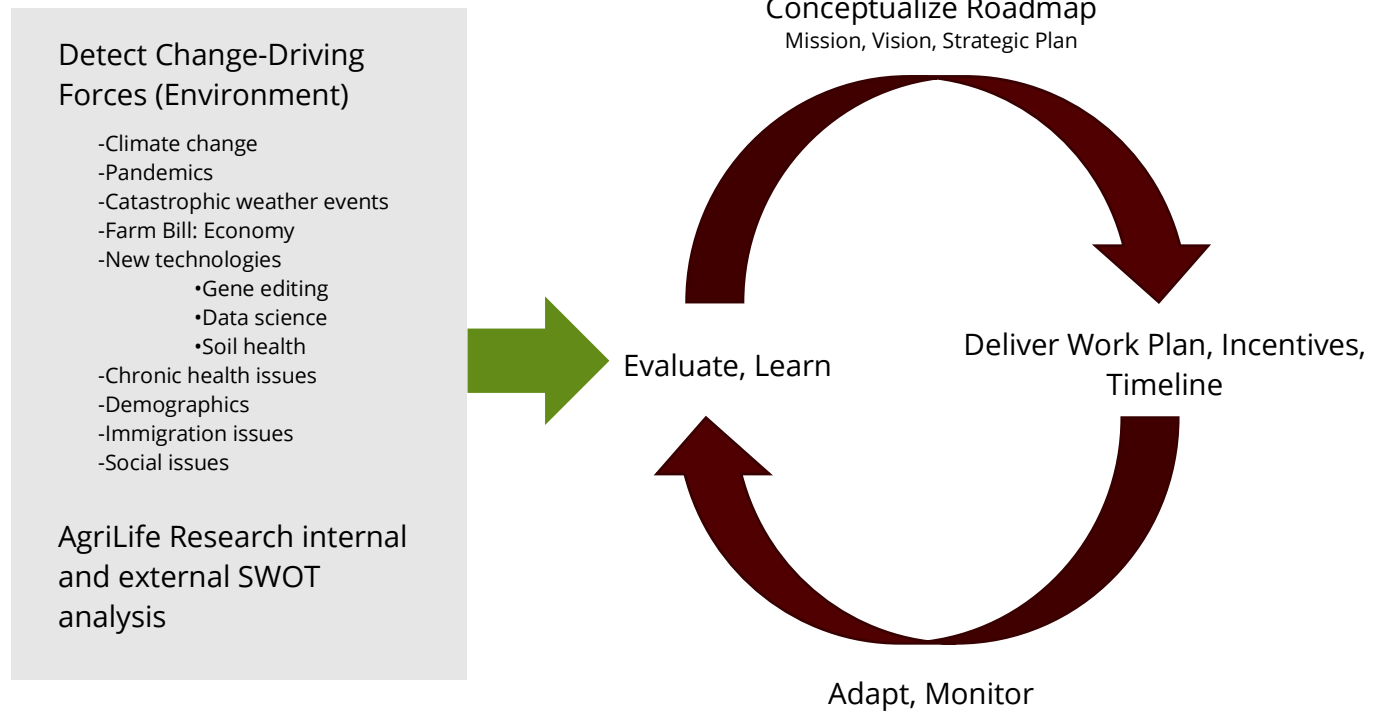 Detect Change-Driving
Forces (Environment)
-Climate change
-Pandemics
-Catastrophic weather events
-Farm Bill: Economy
-New technologies
•Gene editing
•Data science
•Soil health
-Chronic health issues
-Demographics
-Immigration issues
-Social issues
AgriLife Research internal
and external SWOT
analysis
Conceptualize Roadmap
Mission, Vision, Strategic Plan
Evaluate, Learn
Deliver Work Plan, Incentives,
Timeline
Adapt, Monitor